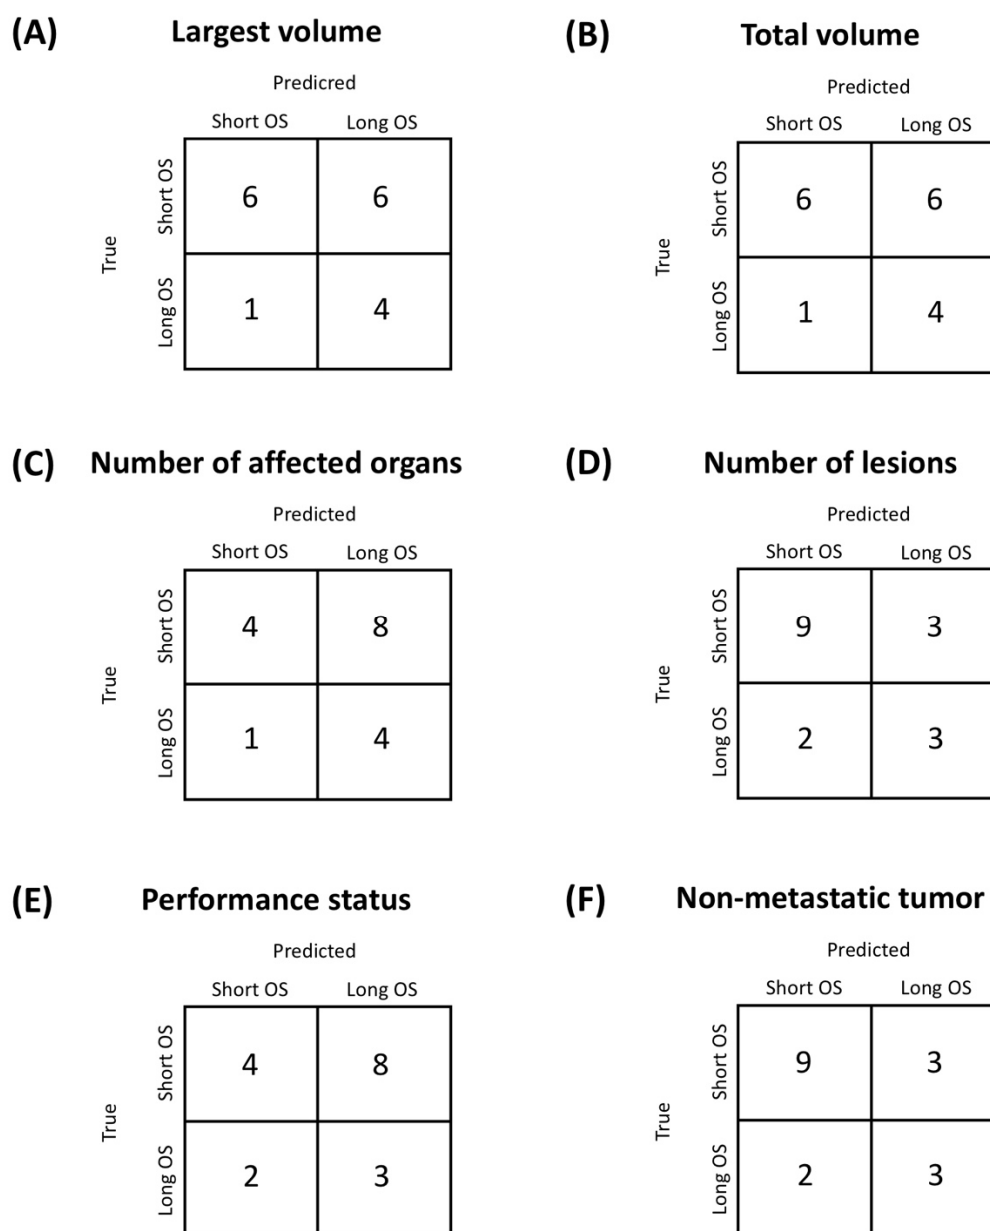 (A) Largest volume
Predicred
Short OS Long OS
True
Short OS 6 6
Long OS 1 4
(B) Total volume
Predicted
Short OS Long OS
True
Short OS 6 6
Long OS 1 4
(C) Number of affected organs
Predicted
Short OS Long OS
True
Short OS 4 8
Long OS 1 4
(D) Number of lesions
Predicted
Short OS Long OS
True
Short OS 9 3
Long OS 2 3
(E) Performance status
Predicted
Short OS Long OS
True
Short OS 4 8
Long OS 2 3
(F) Non-metastatic tumor
Predicted
Short OS Long OS
True
Short OS 9 3
Long OS 2 3